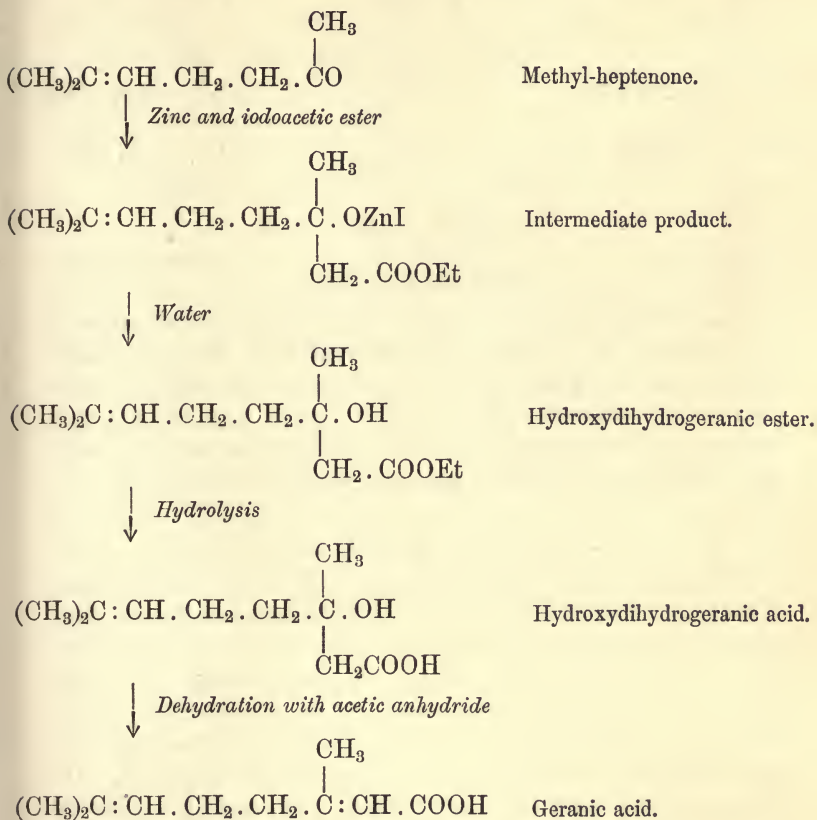 CH₃
(CH₃)₂C : CH . CH₂ . CH₂ . CO Methyl-heptenone.
Zinc and iodoacetic ester
CH₃
(CH₃)₂C : CH . CH₂ . CH₂ . C . OZnI Intermediate product.
CH₂ . COOEt
Water
CH₃
(CH₃)₂C : CH . CH₂ . CH₂ . C . OH Hydroxydihydrogeranic ester.
CH₂ . COOEt
Hydrolysis
CH₃
(CH₃)₂C : CH . CH₂ . CH₂ . C . OH Hydroxydihydrogeranic acid.
CH₂COOH
Dehydration with acetic anhydride
CH₃
(CH₃)₂C : CH . CH₂ . CH₂ . C : CH . COOH Geranic acid.